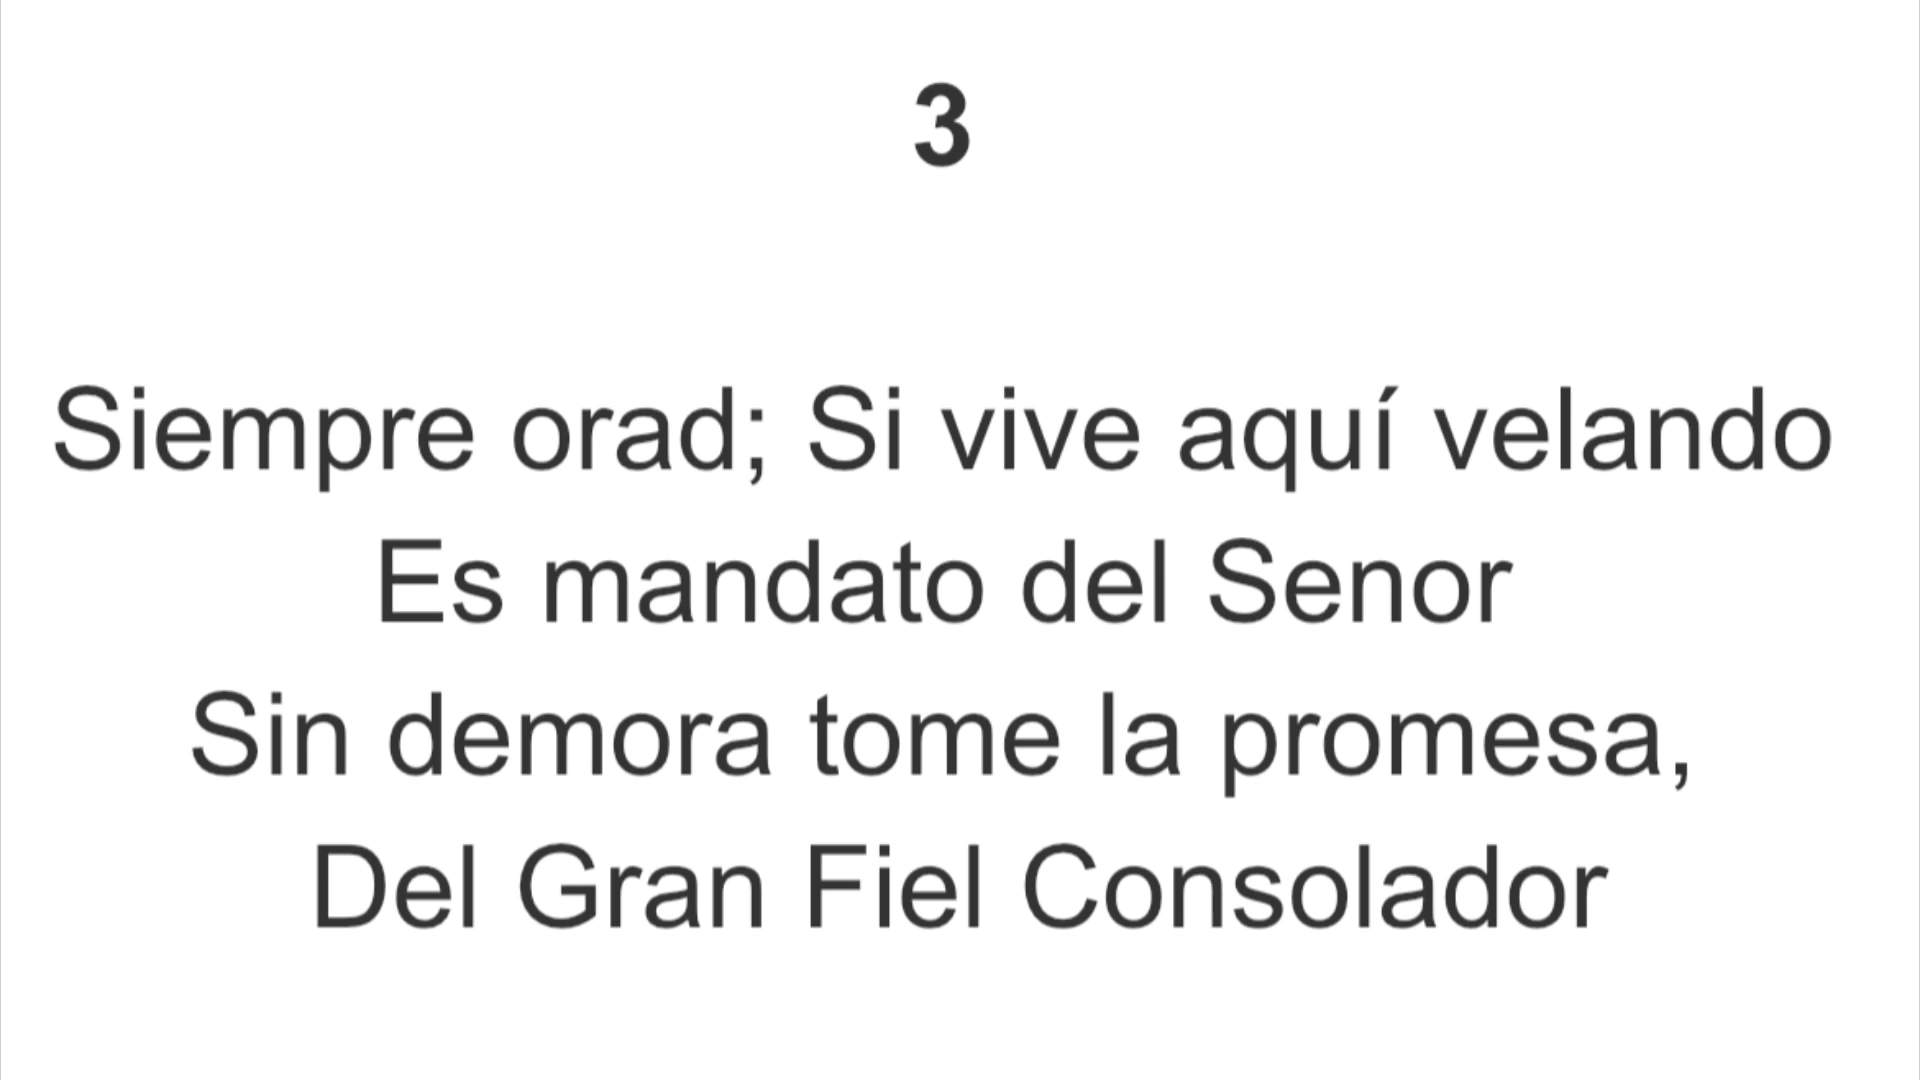 3
Siempre orad; Si vive aquí velando
Es mandato del Senor
Sin demora tome la promesa,
Del Gran Fiel Consolador